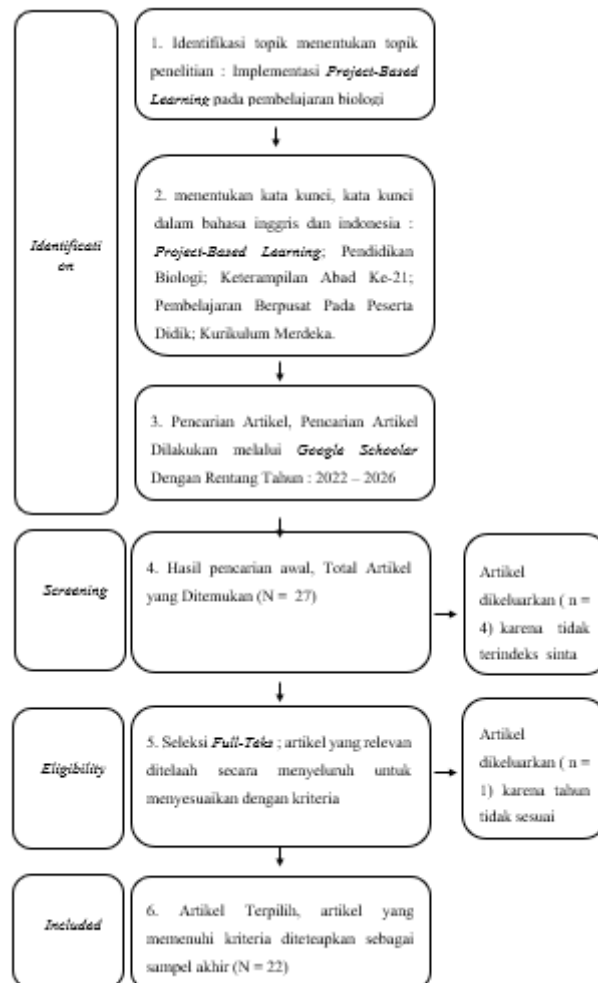 1. Identifikasi topik menentukan topik
penelitian : Implementasi Project-Based
Learning pada pembelajaran biologi
Identificati
on
2. menentukan kata kunci, kata kunci
dalam bahasa inggris dan indonesia :
Project-Based Learning; Pendidikan
Biologi; Keterampilan Abad Ke-21;
Pembelajaran Berpusat Pada Peserta
Didik; Kurikulum Merdeka.
3. Pencarian Artikel, Pencarian Artikel
Dilakukan melalui Google Schoolar
Dengan Rentang Tahun : 2022 – 2026
Screening
4. Hasil pencarian awal, Total Artikel
yang Ditemukan (N = 27)
Artikel
dikeluarkan ( n =
4) karena tidak
terindeks sinta
Eligibility
5. Seleksi Full-Teks ; artikel yang relevan
ditelaah secara menyeluruh untuk
menyesuaikan dengan kriteria
Artikel
dikeluarkan ( n =
1) karena tahun
tidak sesuai
Included
6. Artikel Terpilih, artikel yang
memenuhi kriteria diteteapkan sebagai
sampel akhir (N = 22)